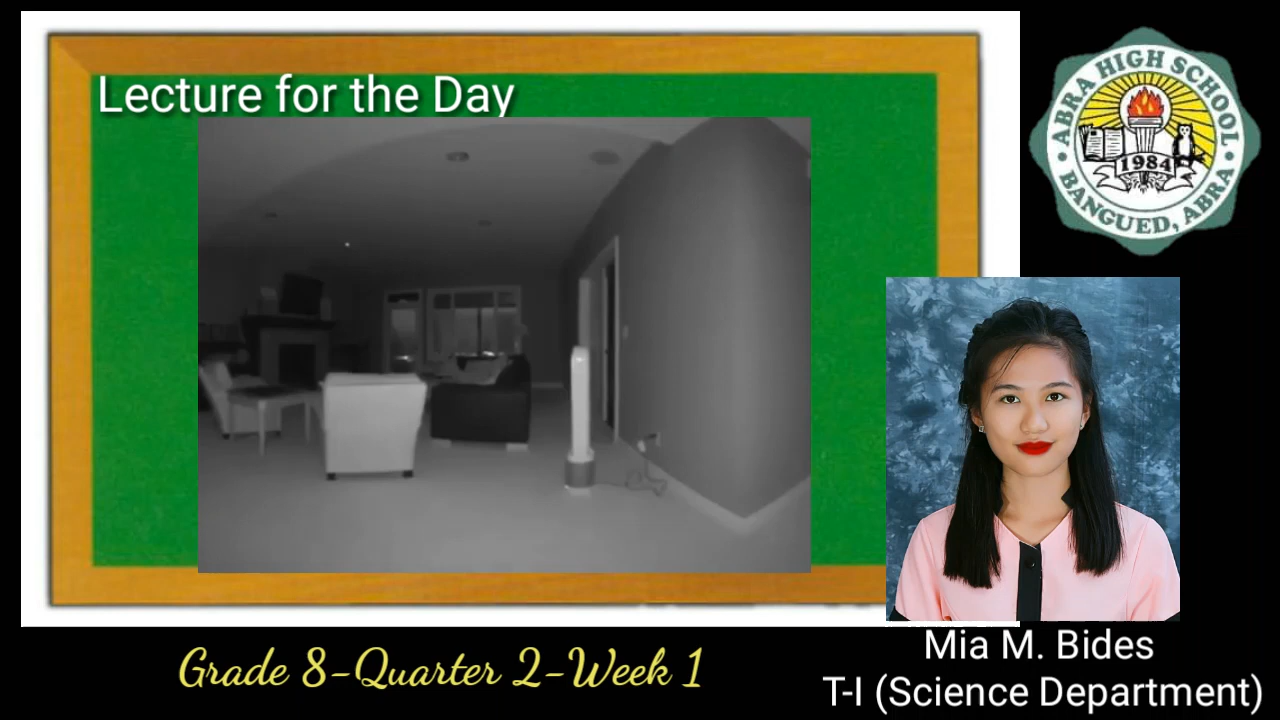 Lecture for the Day
ABRA HIGH SCHOOL
1984
BANGUED, ABRA
Grade 8-Quarter 2-Week 1
Mia M. Bides
T-I (Science Department)